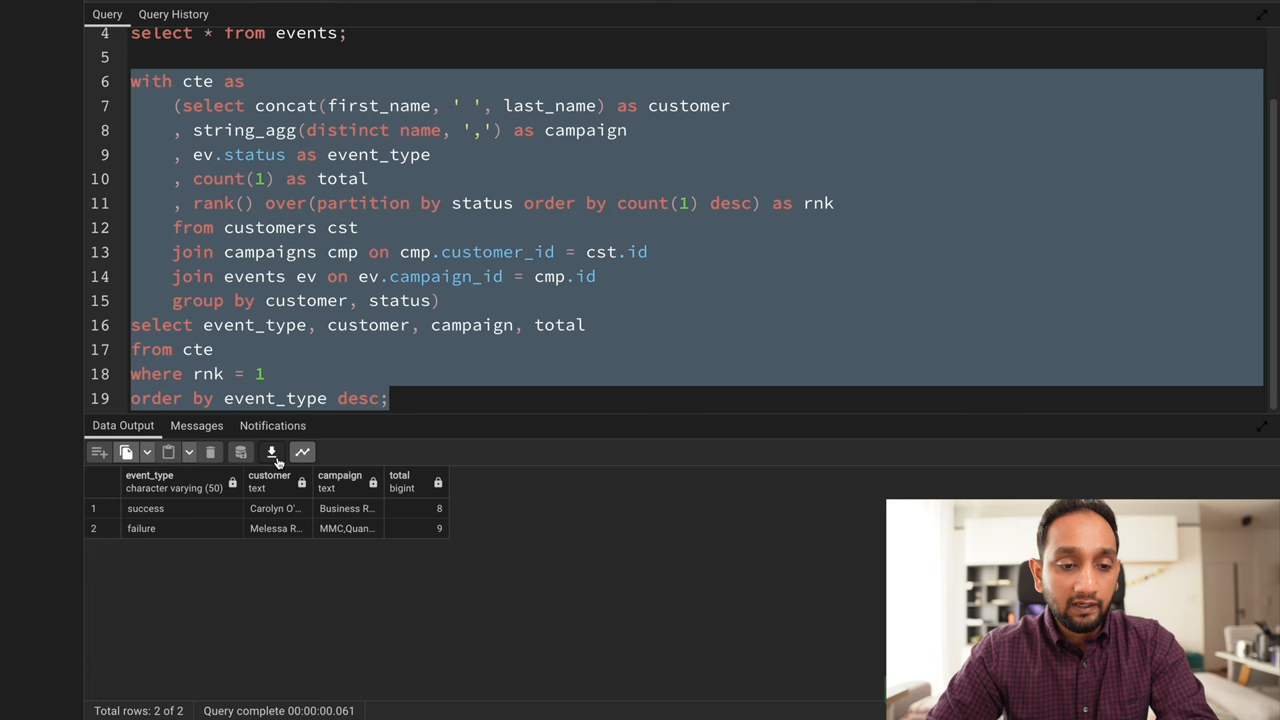 Query Query History
4 select * from events;
5
6 with cte as
7 (select concat(first_name, ' ', last_name) as customer
8 , string_agg(distinct name, ',') as campaign
9 , ev.status as event_type
10 , count(1) as total
11 , rank() over(partition by status order by count(1) desc) as rnk
12 from customers cst
13 join campaigns cmp on cmp.customer_id = cst.id
14 join events ev on ev.campaign_id = cmp.id
15 group by customer, status)
16 select event_type, customer, campaign, total
17 from cte
18 where rnk = 1
19 order by event_type desc;
Data Output Messages Notifications
event_type customer campaign total
character varying (50) text text bigint
1 success Carolyn O'... Business R... 8
2 failure Melessa R... MMC,Quan... 9
Total rows: 2 of 2 Query complete 00:00:00.061